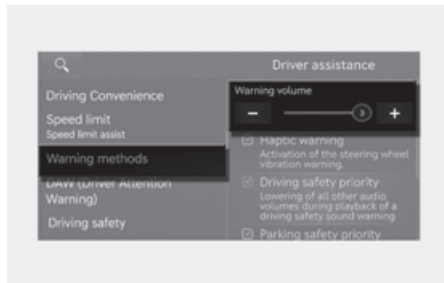 Driver assistance
Driving Convenience
Speed limit
Speed limit assist
Warning methods
DAW (Driver Attention
Warning)
Driving safety
Warning volume
− 3 +
Haptic warning
Activation of the steering wheel
vibration warning.
Driving safety priority
Lowering of all other audio
volumes during playback of a
driving safety sound warning
Parking safety priority